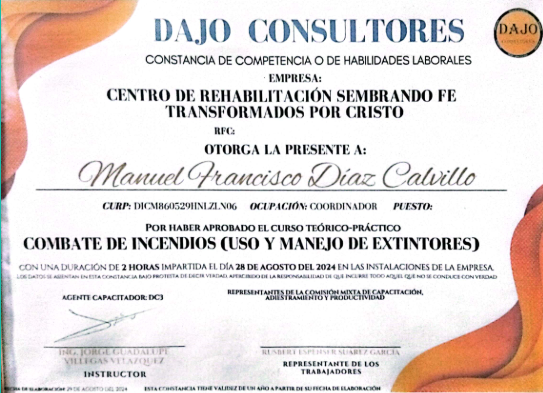 DAJO CONSULTORES
DAJO
CONSULTORES
CONSTANCIA DE COMPETENCIA O DE HABILIDADES LABORALES
EMPRESA:
CENTRO DE REHABILITACIÓN SEMBRANDO FE
TRANSFORMADOS POR CRISTO
RFC:
OTORGA LA PRESENTE A:
Manuel Francisco Díaz Calvillo
CURP: DICM860529HNLZLN06 OCUPACIÓN: COORDINADOR PUESTO:
POR HABER APROBADO EL CURSO TEÓRICO-PRÁCTICO
COMBATE DE INCENDIOS (USO Y MANEJO DE EXTINTORES)
CON UNA DURACIÓN DE 2 HORAS IMPARTIDA EL DÍA 28 DE AGOSTO DEL 2024 EN LAS INSTALACIONES DE LA EMPRESA.
LOS DATOS SE ASIENTAN EN ESTA CONSTANCIA BAJO PROTESTA DE DECIR VERDAD, APERCIBIDO DE LA RESPONSABILIDAD DE QUE INCURRE TODO AQUEL QUE NO SE CONDUCE CON VERDAD
AGENTE CAPACITADOR: DC3
REPRESENTANTES DE LA COMISIÓN MIXTA DE CAPACITACIÓN,
ADIESTRAMIENTO Y PRODUCTIVIDAD
ING. JORGE GUADALUPE
VILLEGAS VELAZQUEZ
INSTRUCTOR
SUAREZ GARCIA
REPRESENTANTE DE LOS
TRABAJADORES
FECHA DE ELABORACIÓN: 29 DE AGOSTO DEL 2024
ESTA CONSTANCIA TIENE VALIDEZ DE UN AÑO A PARTIR DE SU FECHA DE ELABORACIÓN